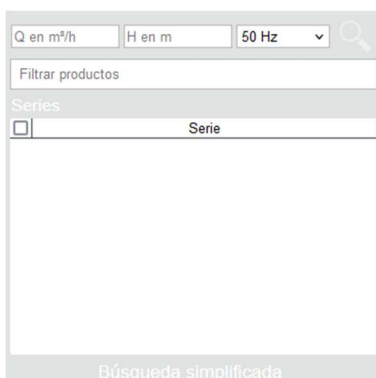 Q en m³/h H en m 50 Hz
Filtrar productos
Series
Serie
Búsqueda simplificada